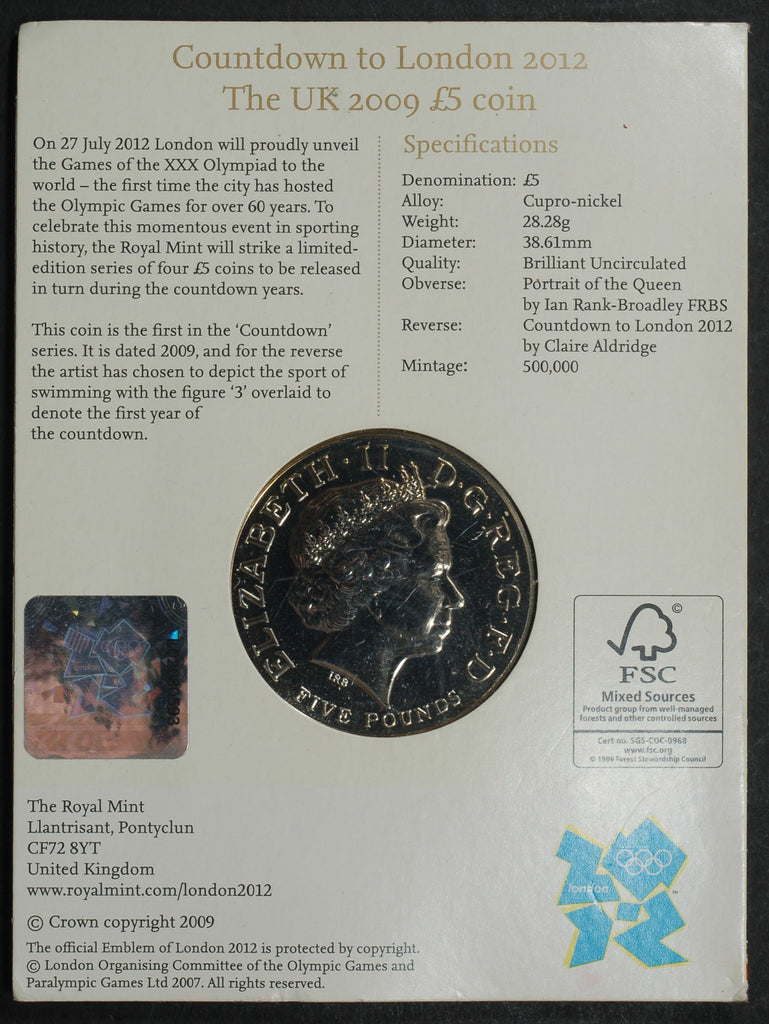 Countdown to London 2012
The UK 2009 £5 coin
On 27 July 2012 London will proudly unveil
the Games of the XXX Olympiad to the
world – the first time the city has hosted
the Olympic Games for over 60 years. To
celebrate this momentous event in sporting
history, the Royal Mint will strike a limited-
edition series of four £5 coins to be released
in turn during the countdown years.
This coin is the first in the ‘Countdown’
series. It is dated 2009, and for the reverse
the artist has chosen to depict the sport of
swimming with the figure ‘3’ overlaid to
denote the first year of
the countdown.
Specifications
Denomination: £5
Alloy: Cupro-nickel
Weight: 28.28g
Diameter: 38.61mm
Quality: Brilliant Uncirculated
Obverse: Portrait of the Queen
by Ian Rank-Broadley FRBS
Reverse: Countdown to London 2012
by Claire Aldridge
Mintage: 500,000
ELIZABETH·II D·G·REG·F·D
IRB
FIVE POUNDS
london
©
FSC
Mixed Sources
Product group from well-managed
forests and other controlled sources
Cert no. SGS-COC-0968
www.fsc.org
© 1996 Forest Stewardship Council
The Royal Mint
Llantrisant, Pontyclun
CF72 8YT
United Kingdom
www.royalmint.com/london2012
© Crown copyright 2009
The official Emblem of London 2012 is protected by copyright.
© London Organising Committee of the Olympic Games and
Paralympic Games Ltd 2007. All rights reserved.
london
™